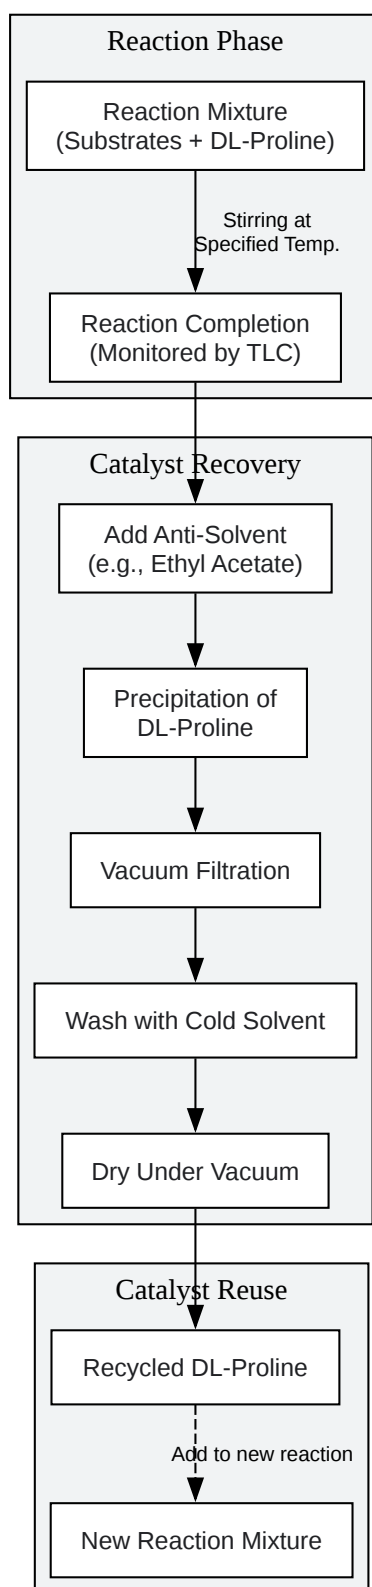 Reaction Phase
Reaction Mixture
(Substrates + DL-Proline)
Stirring at
Specified Temp.
Reaction Completion
(Monitored by TLC)
Catalyst Recovery
Add Anti-Solvent
(e.g., Ethyl Acetate)
Precipitation of
DL-Proline
Vacuum Filtration
Wash with Cold Solvent
Dry Under Vacuum
Catalyst Reuse
Recycled DL-Proline
Add to new reaction
New Reaction Mixture